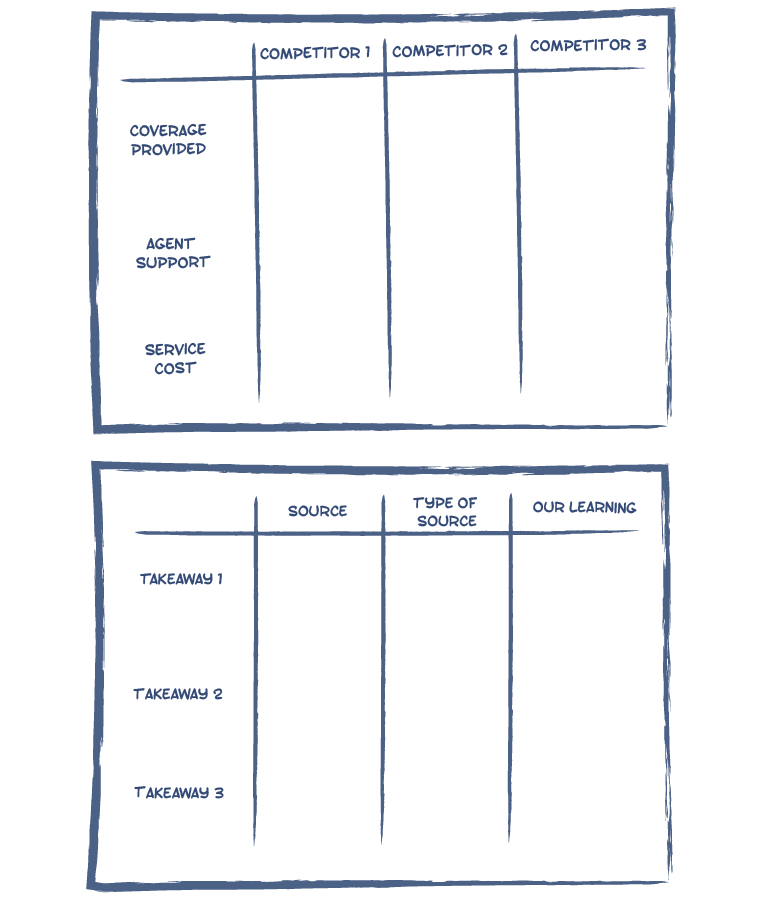 COMPETITOR 1
COMPETITOR 2
COMPETITOR 3
COVERAGE
PROVIDED
AGENT
SUPPORT
SERVICE
COST
SOURCE
TYPE OF
SOURCE
OUR LEARNING
TAKEAWAY 1
TAKEAWAY 2
TAKEAWAY 3